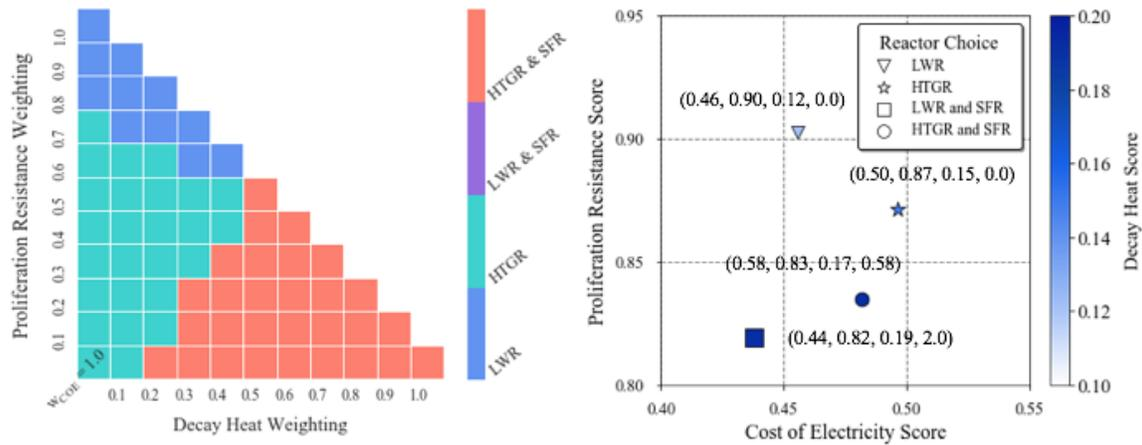 Proliferation Resistance Weighting
1.0
0.9
0.8
0.7
0.6
0.5
0.4
0.3
0.2
0.1
w_COE = 1.0
0.1 0.2 0.3 0.4 0.5 0.6 0.7 0.8 0.9 1.0
Decay Heat Weighting
HTGR & SFR
LWR & SFR
HTGR
LWR
Proliferation Resistance Score
0.95
0.90
0.85
0.80
Reactor Choice
LWR
HTGR
LWR and SFR
HTGR and SFR
(0.46, 0.90, 0.12, 0.0)
(0.50, 0.87, 0.15, 0.0)
(0.58, 0.83, 0.17, 0.58)
(0.44, 0.82, 0.19, 2.0)
0.40 0.45 0.50 0.55
Cost of Electricity Score
0.20
0.18
0.16
0.14
0.12
0.10
Decay Heat Score